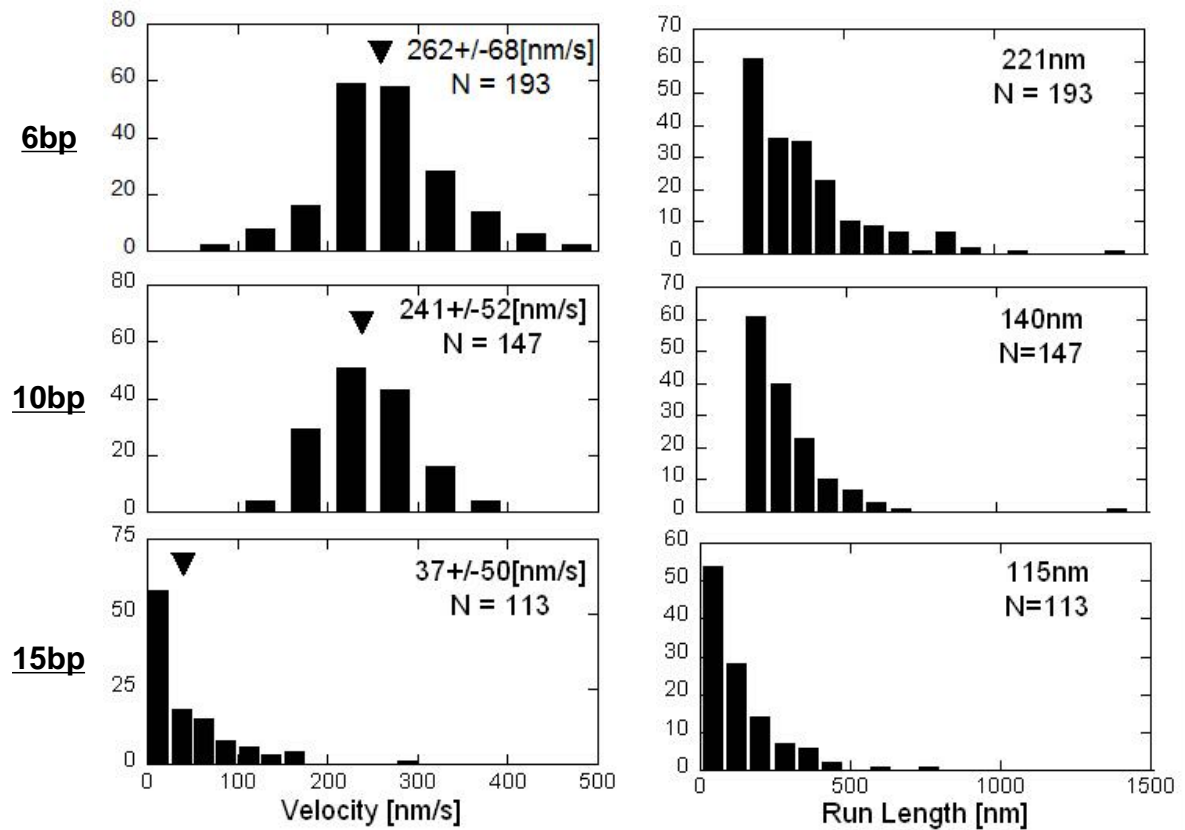 6bp
80
60
40
20
0
262+/-68[nm/s]
N = 193
70
60
50
40
30
20
10
0
221nm
N = 193
10bp
80
60
40
20
0
241+/-52[nm/s]
N = 147
70
60
50
40
30
20
10
0
140nm
N=147
15bp
75
50
25
0
37+/-50[nm/s]
N = 113
0 100 200 300 400 500
Velocity [nm/s]
60
50
40
30
20
10
0
115nm
N=113
0 500 1000 1500
Run Length [nm]